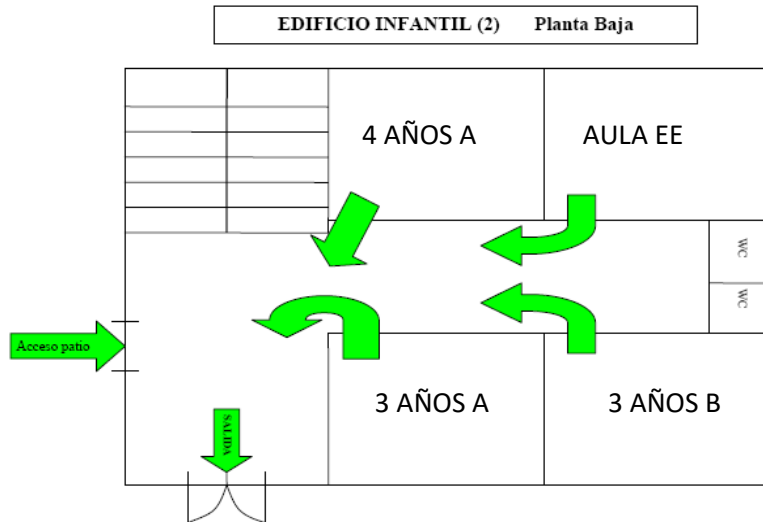 EDIFICIO INFANTIL (2) Planta Baja
4 AÑOS A
AULA EE
WC
WC
Acceso patio
3 AÑOS A
3 AÑOS B
SALIDA